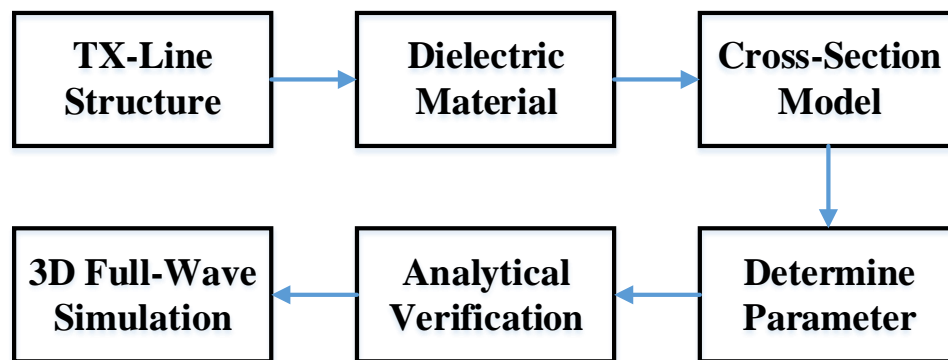 TX-Line
Structure
Dielectric
Material
Cross-Section
Model
Determine
Parameter
Analytical
Verification
3D Full-Wave
Simulation